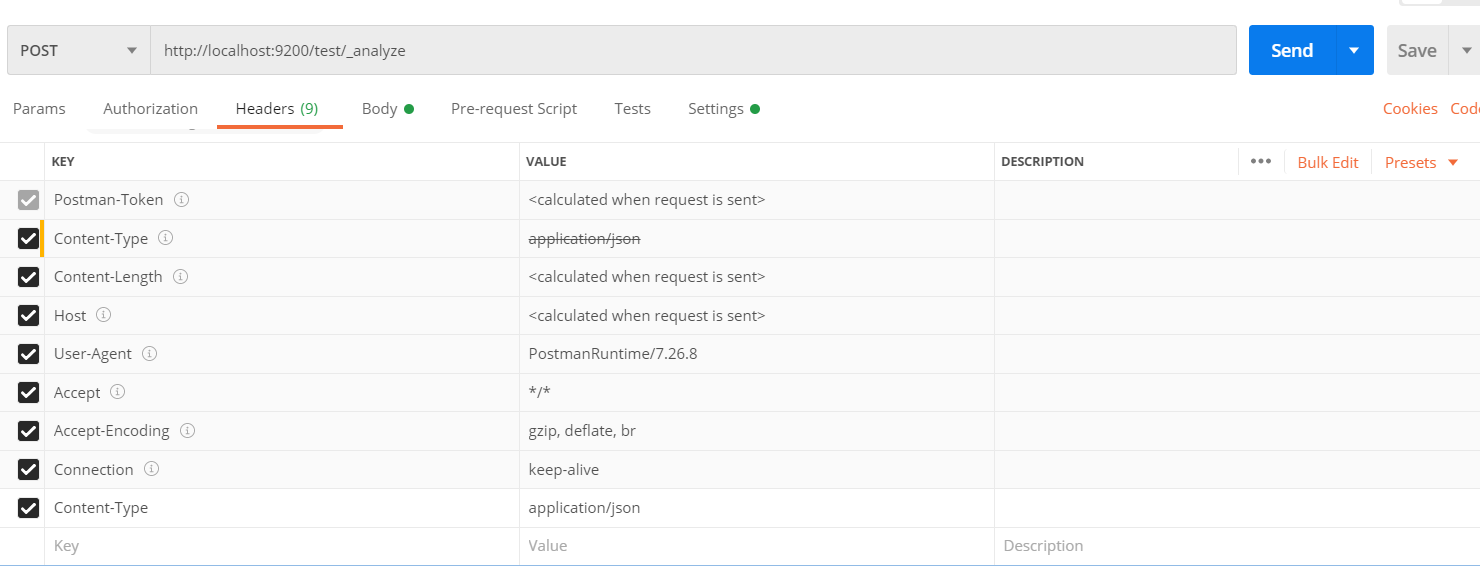 POST http://localhost:9200/test/_analyze Send Save
Params Authorization Headers (9) Body Pre-request Script Tests Settings Cookies
KEY VALUE DESCRIPTION ••• Bulk Edit Presets
Postman-Token <calculated when request is sent>
Content-Type application/json
Content-Length <calculated when request is sent>
Host <calculated when request is sent>
User-Agent PostmanRuntime/7.26.8
Accept */*
Accept-Encoding gzip, deflate, br
Connection keep-alive
Content-Type application/json
Key Value Description